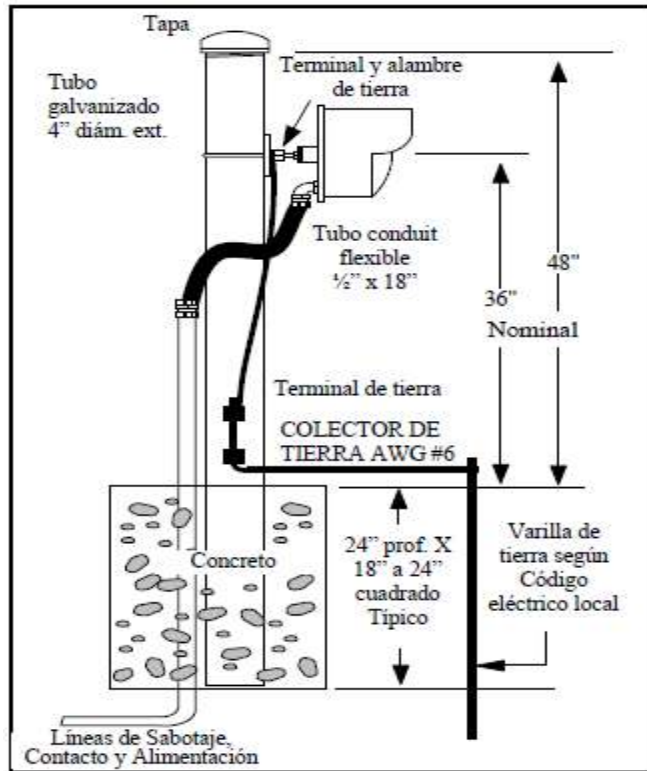 Tapa
Tubo
galvanizado
4” diám. ext.
Terminal y alambre
de tierra
Tubo conduit
flexible
½” x 18”
48"
36"
Nominal
Terminal de tierra
COLECTOR DE
TIERRA AWG #6
Concreto
24” prof. X
18” a 24”
cuadrado
Típico
Varilla de
tierra según
Código
eléctrico local
Líneas de Sabotaje,
Contacto y Alimentación